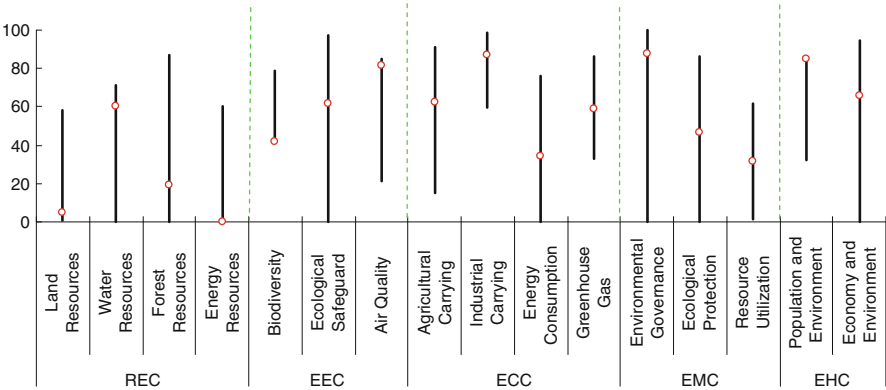 100
80
60
40
20
0
Land
Resources
Water
Resources
Forest
Resources
Energy
Resources
Biodiversity
Ecological
Safeguard
Air Quality
Agricultural
Carrying
Industrial
Carrying
Energy
Consumption
Greenhouse
Gas
Environmental
Governance
Ecological
Protection
Resource
Utilization
Population and
Environment
Economy and
Environment
REC
EEC
ECC
EMC
EHC